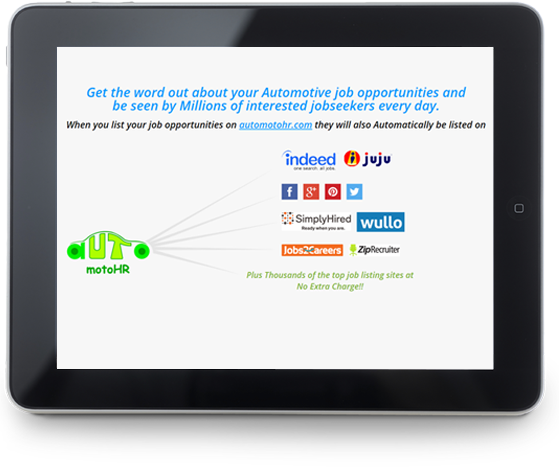 Get the word out about your Automotive job opportunities and
be seen by Millions of interested jobseekers every day.
When you list your job opportunities on automotohr.com they will also Automatically be listed on
indeed
one search. all jobs.
juju
f g+ p
SimplyHired
Ready when you are.
wullo
aUTO
motoHR
Jobs2Careers
ZipRecruiter
Plus Thousands of the top job listing sites at
No Extra Charge!!